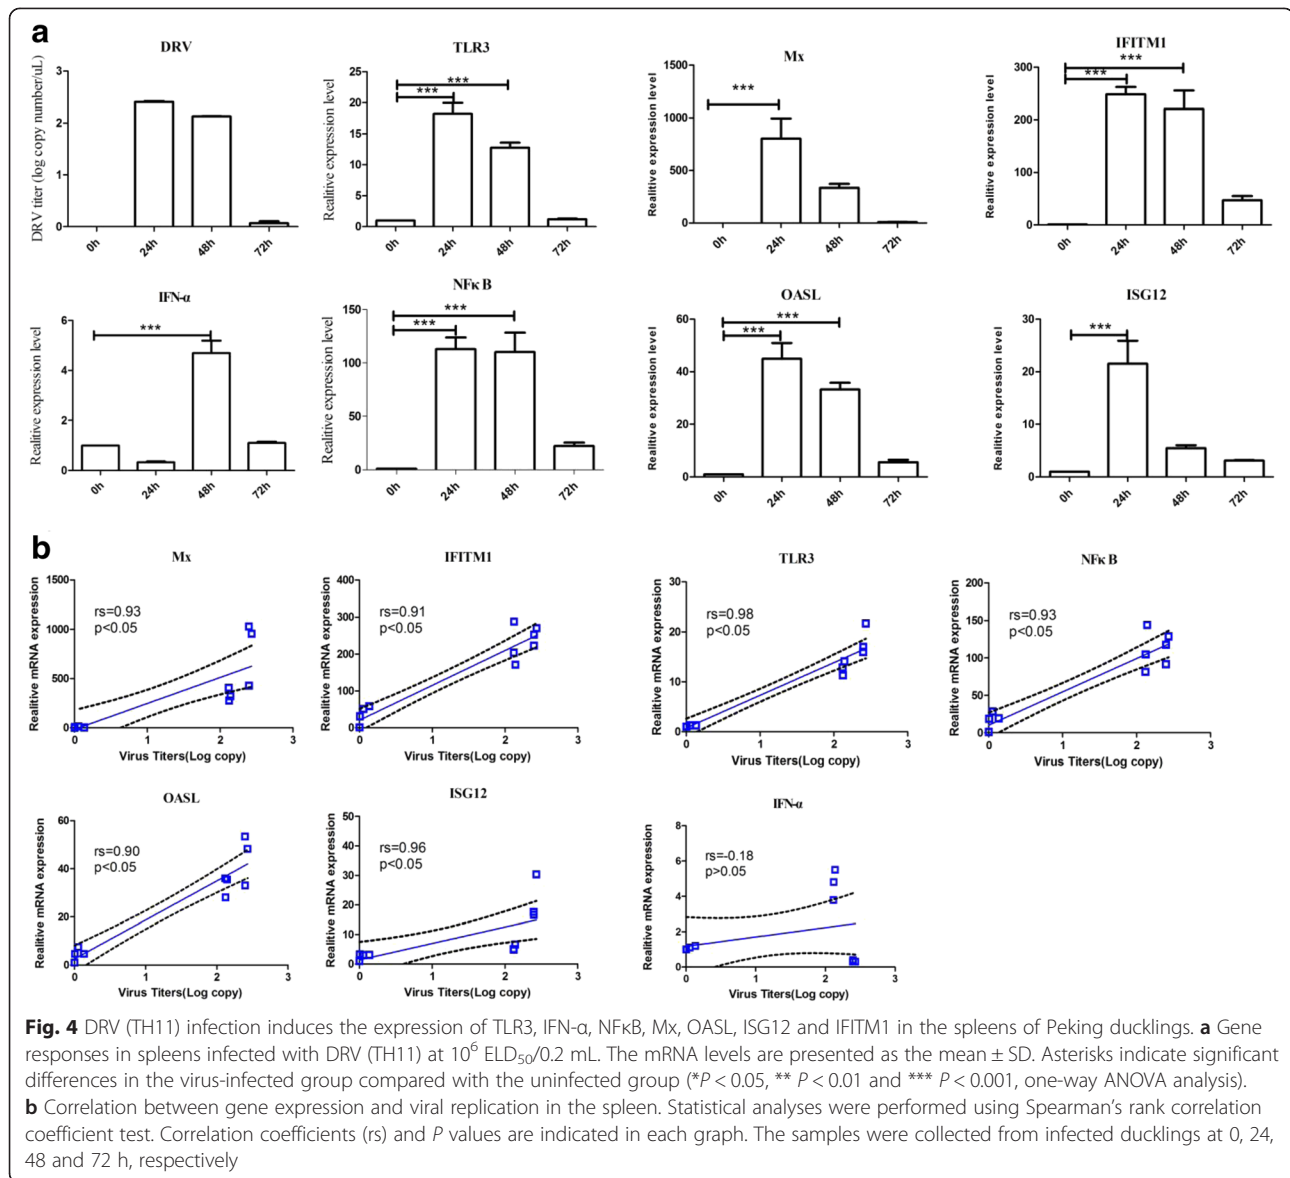 a
DRV
DRV titer (log copy number/uL)
3
2
1
0
0h 24h 48h 72h
TLR3
Realitive expression level
25
20
15
10
5
0
***
***
0h 24h 48h 72h
Mx
Realitive expression level
1500
1000
500
0
***
0h 24h 48h 72h
IFITM1
Realitive expression level
300
200
100
0
***
***
0h 24h 48h 72h
IFN-α
Realitive expression level
6
4
2
0
***
0h 24h 48h 72h
NFκ B
Realitive expression level
150
100
50
0
***
***
0h 24h 48h 72h
OASL
Realitive expression level
60
40
20
0
***
***
0h 24h 48h 72h
ISG12
Realitive expression level
30
20
10
0
***
0h 24h 48h 72h
b
Mx
Realitive mRNA expression
1500
1000
500
0
rs=0.93
p<0.05
0 1 2 3
Virus Titers(Log copy)
IFITM1
Realitive mRNA expression
400
300
200
100
0
rs=0.91
p<0.05
0 1 2 3
Virus Titers(Log copy)
TLR3
Realitive mRNA expression
30
20
10
0
rs=0.98
p<0.05
0 1 2 3
Virus Titers(Log copy)
NFκ B
Realitive mRNA expression
200
150
100
50
0
rs=0.93
p<0.05
0 1 2 3
Virus Titers(Log copy)
OASL
Realitive mRNA expression
60
40
20
0
rs=0.90
p<0.05
0 1 2 3
Virus Titers(Log copy)
ISG12
Realitive mRNA expression
50
40
30
20
10
0
rs=0.96
p<0.05
0 1 2 3
Virus Titers(Log copy)
IFN-α
Realitive mRNA expression
8
6
4
2
0
rs=-0.18
p>0.05
0 1 2 3
Virus Titers(Log copy)
Fig. 4 DRV (TH11) infection induces the expression of TLR3, IFN-α, NFκB, Mx, OASL, ISG12 and IFITM1 in the spleens of Peking ducklings. a Gene
responses in spleens infected with DRV (TH11) at 10⁶ ELD₅₀/0.2 mL. The mRNA levels are presented as the mean ± SD. Asterisks indicate significant
differences in the virus-infected group compared with the uninfected group (*P < 0.05, ** P < 0.01 and *** P < 0.001, one-way ANOVA analysis).
b Correlation between gene expression and viral replication in the spleen. Statistical analyses were performed using Spearman's rank correlation
coefficient test. Correlation coefficients (rs) and P values are indicated in each graph. The samples were collected from infected ducklings at 0, 24,
48 and 72 h, respectively